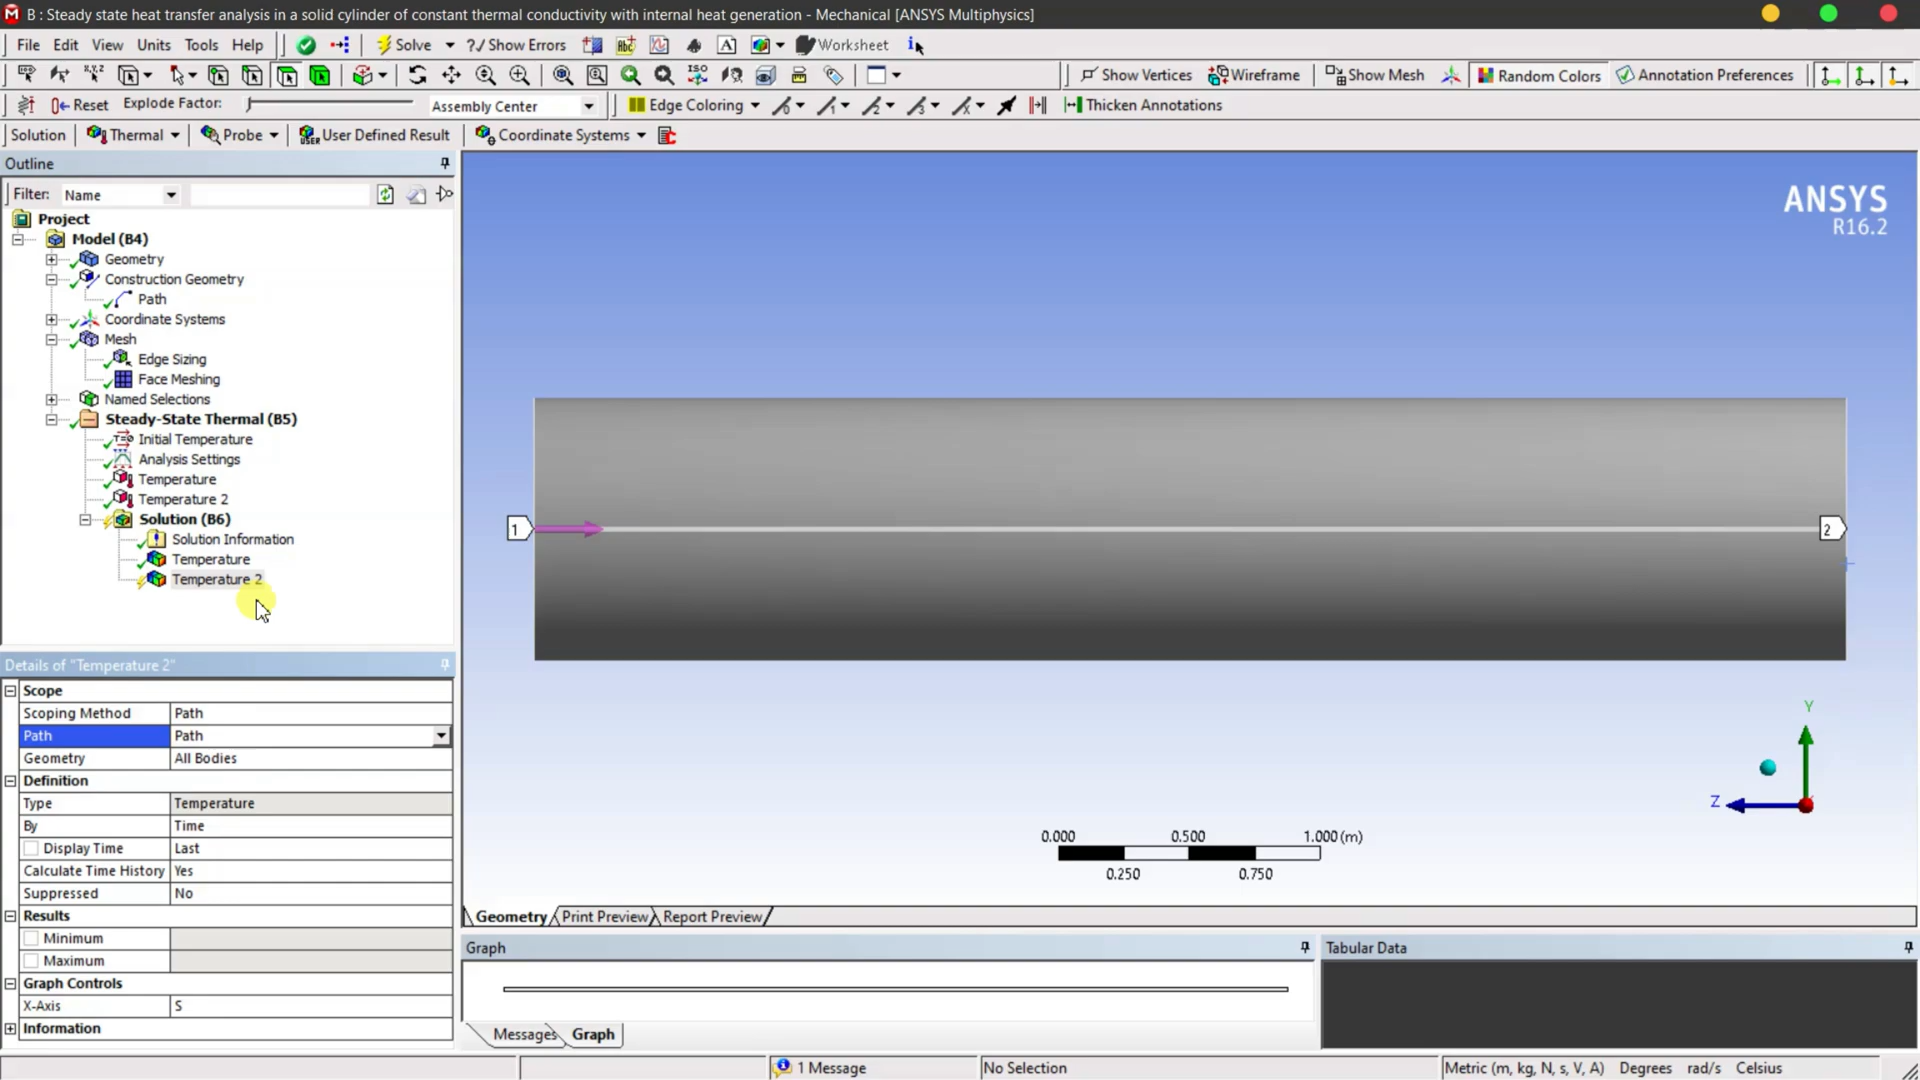 B : Steady state heat transfer analysis in a solid cylinder of constant thermal conductivity with internal heat generation - Mechanical [ANSYS Multiphysics]
File Edit View Units Tools Help Solve ?/ Show Errors Worksheet
Show Vertices Wireframe Show Mesh Random Colors Annotation Preferences
Reset Explode Factor: Assembly Center Edge Coloring Thicken Annotations
Solution Thermal Probe User Defined Result Coordinate Systems
Outline
Filter: Name
Project
Model (B4)
Geometry
Construction Geometry
Path
Coordinate Systems
Mesh
Edge Sizing
Face Meshing
Named Selections
Steady-State Thermal (B5)
Initial Temperature
Analysis Settings
Temperature
Temperature 2
Solution (B6)
Solution Information
Temperature
Temperature 2
Details of "Temperature 2"
Scope
Scoping Method Path
Path Path
Geometry All Bodies
Definition
Type Temperature
By Time
Display Time Last
Calculate Time History Yes
Suppressed No
Results
Minimum
Maximum
Graph Controls
X-Axis S
Information
ANSYS
R16.2
1
2
Y
Z
0.000 0.500 1.000 (m)
0.250 0.750
Geometry Print Preview Report Preview
Graph
Tabular Data
Messages Graph
1 Message No Selection Metric (m, kg, N, s, V, A) Degrees rad/s Celsius